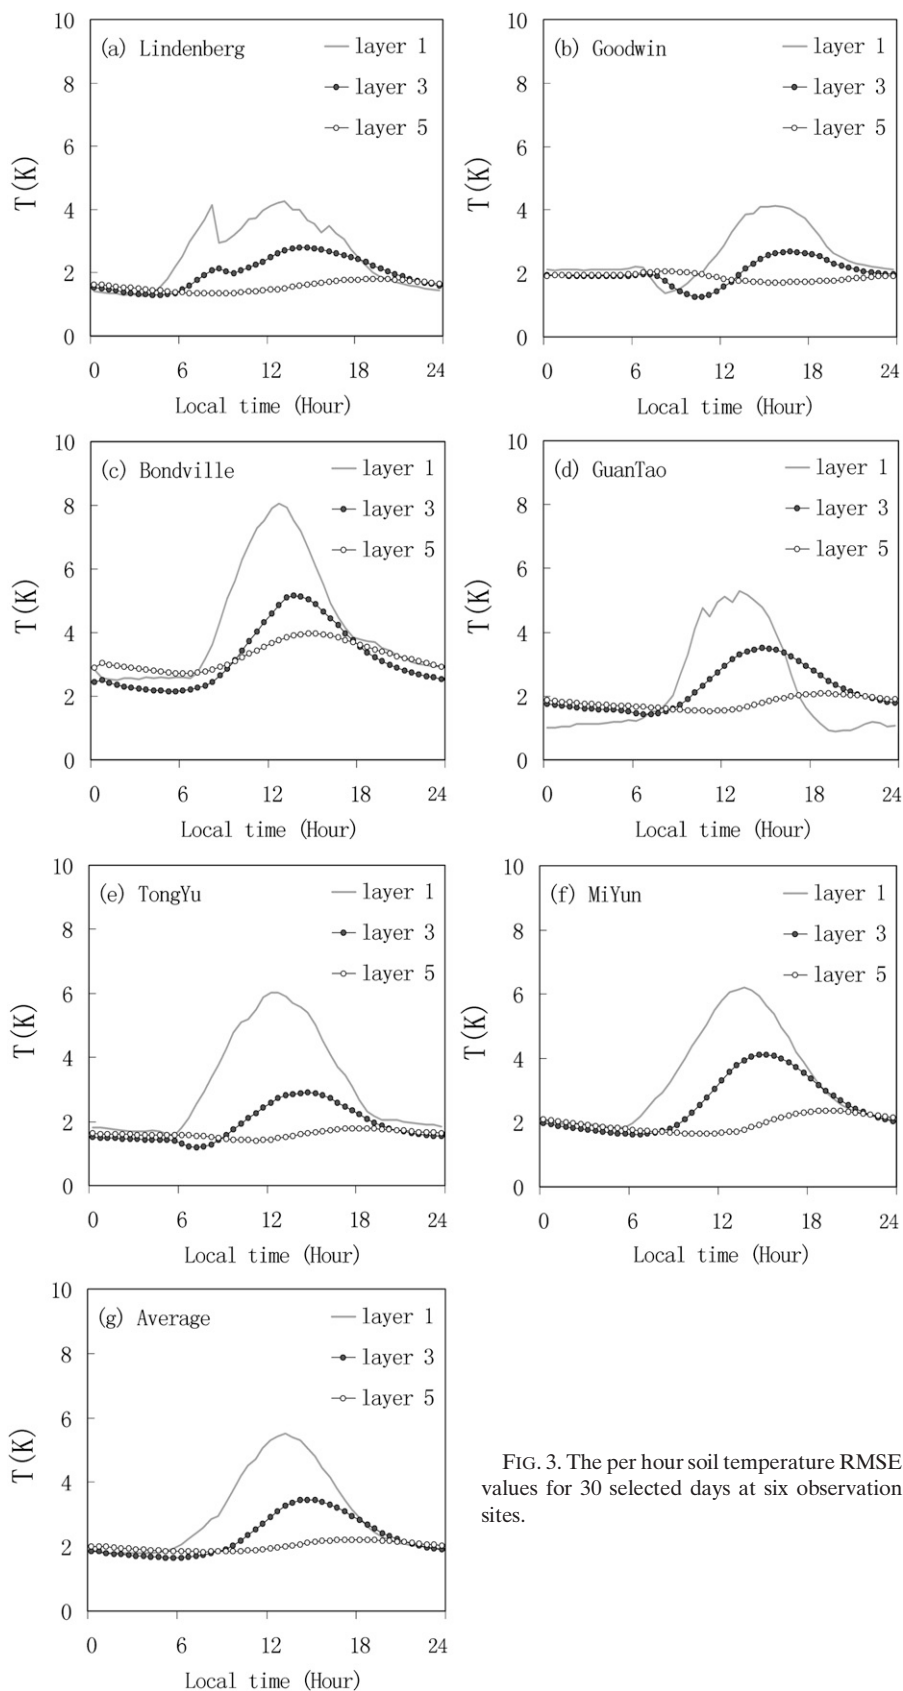 10
(a) Lindenberg
layer 1
8
layer 3
layer 5
6
T(K)
4
2
0
0 6 12 18 24
Local time (Hour)
10
(b) Goodwin
layer 1
8
layer 3
layer 5
6
T(K)
4
2
0
0 6 12 18 24
Local time (Hour)
10
(c) Bondville
layer 1
8
layer 3
layer 5
6
T(K)
4
2
0
0 6 12 18 24
Local time (Hour)
10
(d) GuanTao
layer 1
8
layer 3
layer 5
6
T(K)
4
2
0
0 6 12 18 24
Local time (Hour)
10
(e) TongYu
layer 1
8
layer 3
layer 5
6
T(K)
4
2
0
0 6 12 18 24
Local time (Hour)
10
(f) MiYun
layer 1
8
layer 3
layer 5
6
T(K)
4
2
0
0 6 12 18 24
Local time (Hour)
10
(g) Average
layer 1
8
layer 3
layer 5
6
T(K)
4
2
0
0 6 12 18 24
Local time (Hour)
FIG. 3. The per hour soil temperature RMSE
values for 30 selected days at six observation
sites.